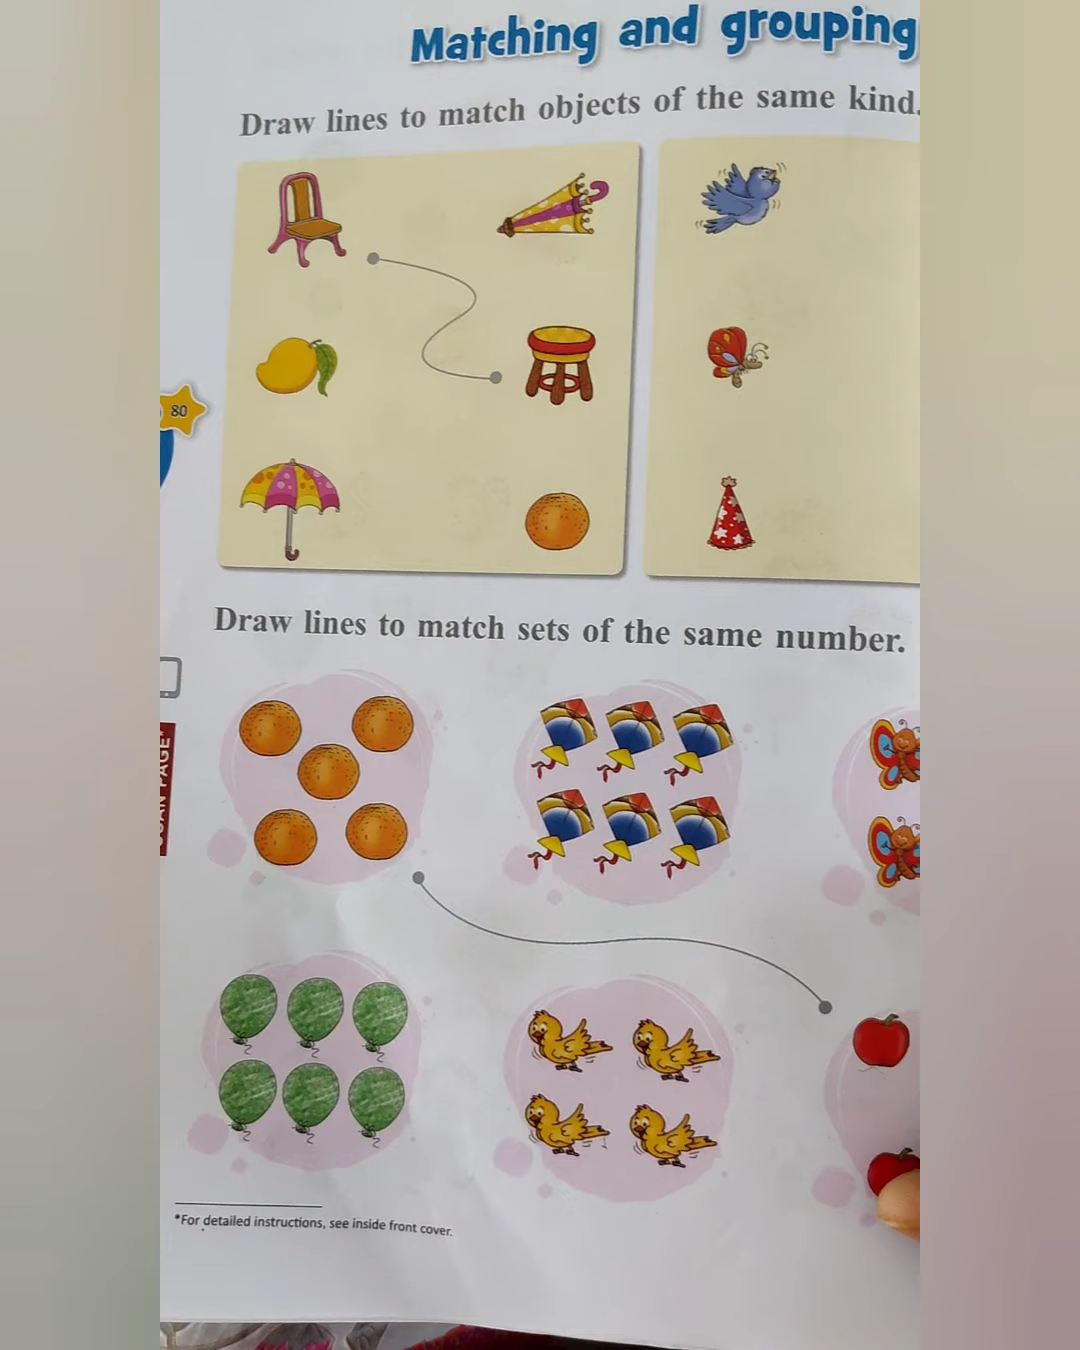 Matching and grouping
Draw lines to match objects of the same kind.
80
Draw lines to match sets of the same number.
PAGE*
*For detailed instructions, see inside front cover.